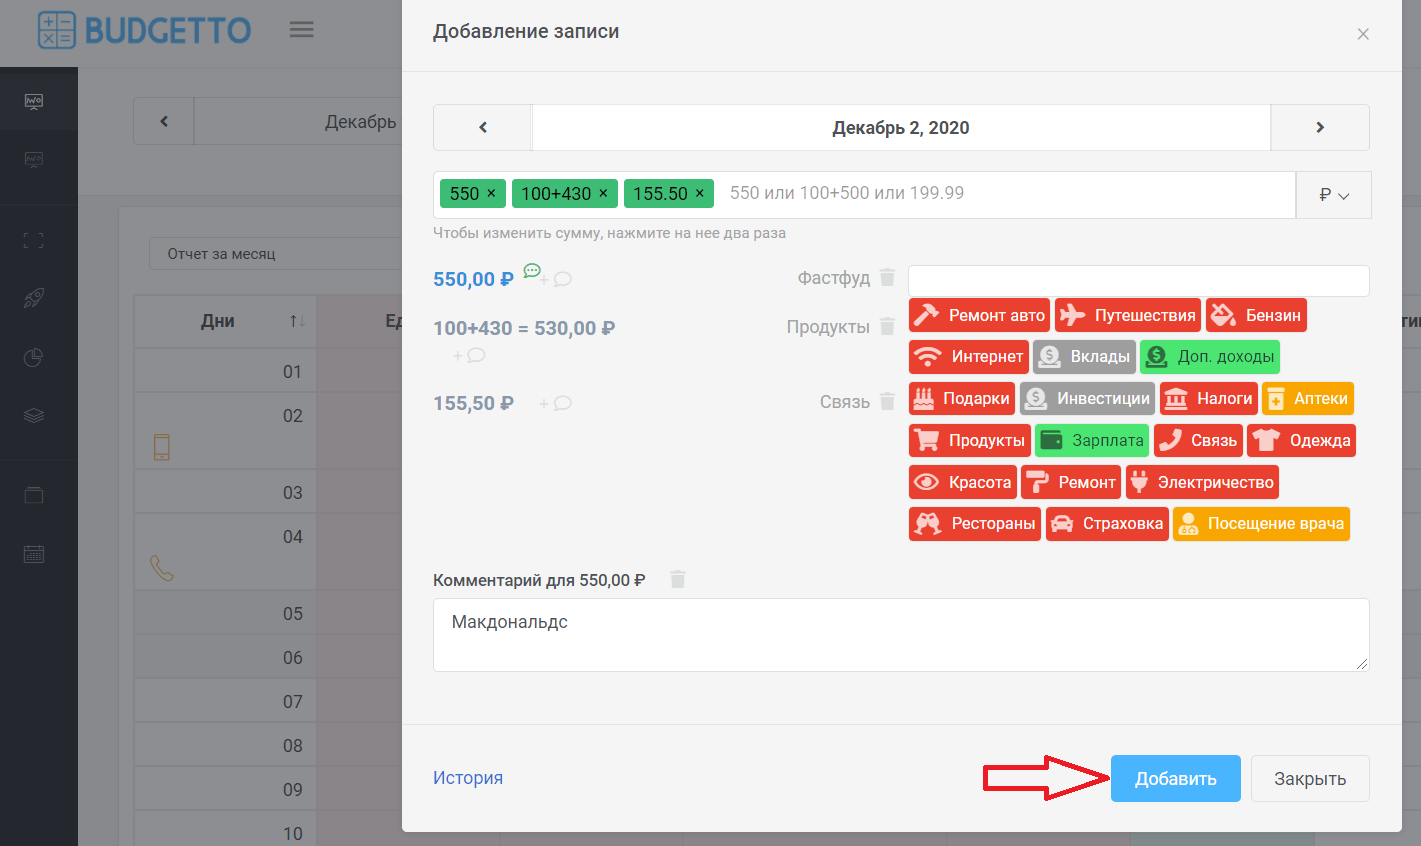 BUDGETTO
Декабрь
Отчет за месяц
Дни
Ед
01
02
03
04
05
06
07
08
09
10
Добавление записи
×
Декабрь 2, 2020
550 × 100+430 × 155.50 × 550 или 100+500 или 199.99 ₽
Чтобы изменить сумму, нажмите на нее два раза
550,00 ₽ + Фастфуд
100+430 = 530,00 ₽ Продукты
+
155,50 ₽ + Связь
Ремонт авто Путешествия Бензин
Интернет Вклады Доп. доходы
Подарки Инвестиции Налоги Аптеки
Продукты Зарплата Связь Одежда
Красота Ремонт Электричество
Рестораны Страховка Посещение врача
Комментарий для 550,00 ₽
Макдональдс
История Добавить Закрыть